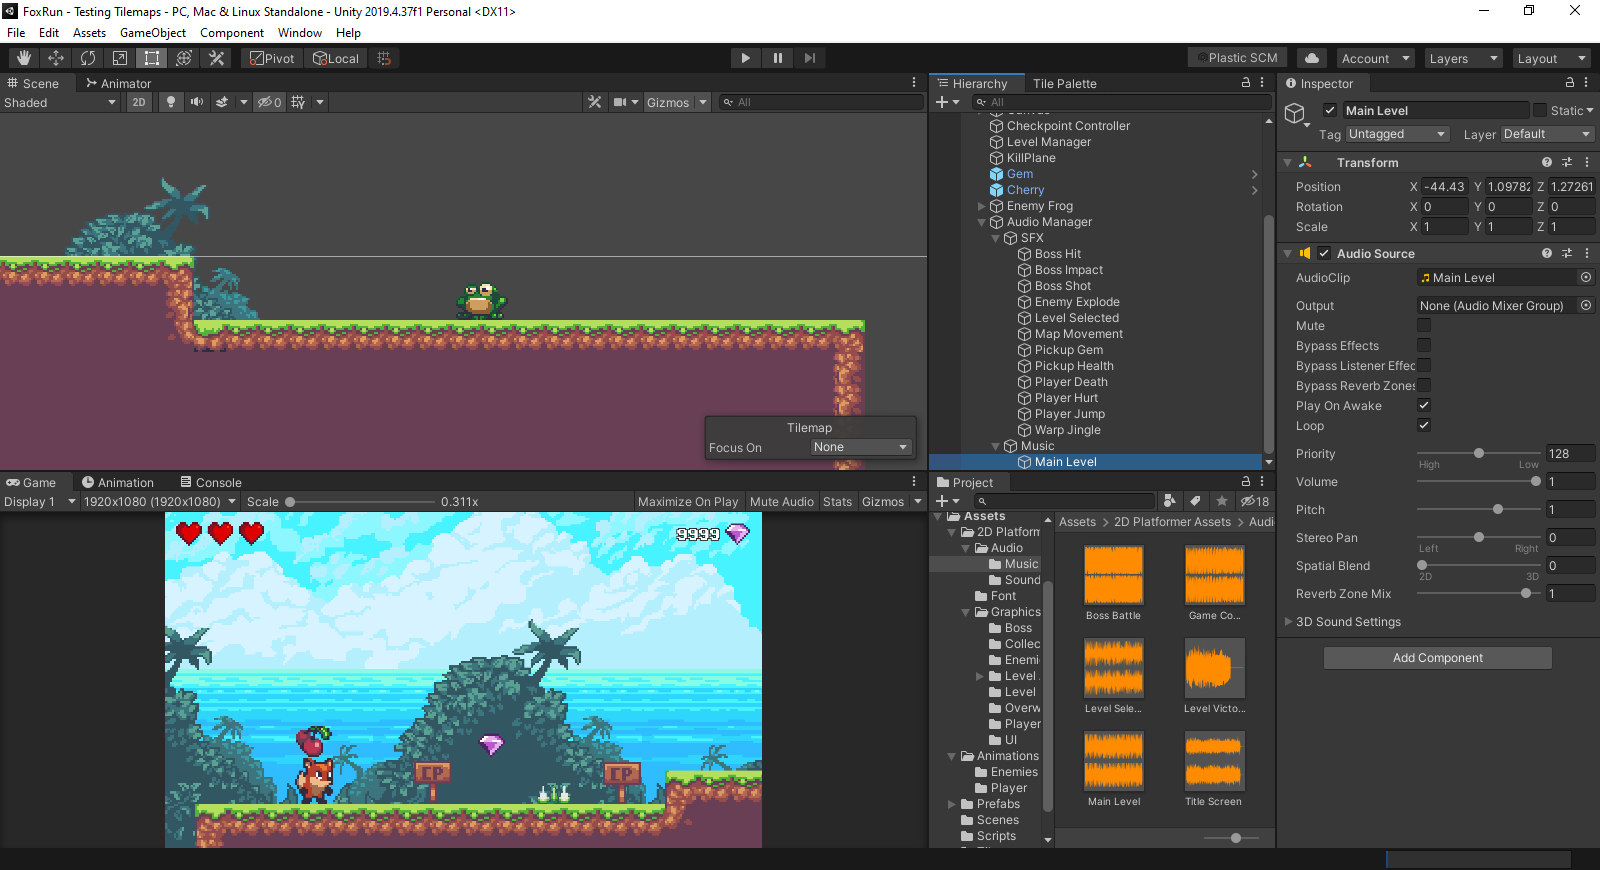 FoxRun - Testing Tilemaps - PC, Mac & Linux Standalone - Unity 2019.4.37f1 Personal <DX11>
File Edit Assets GameObject Component Window Help
Pivot Local Plastic SCM Account Layers Layout
Scene Animator
Shaded 2D 0 Gizmos All
Tilemap
Focus On None
Hierarchy Tile Palette
All
Checkpoint Controller
Level Manager
KillPlane
Gem
Cherry
Enemy Frog
Audio Manager
SFX
Boss Hit
Boss Impact
Boss Shot
Enemy Explode
Level Selected
Map Movement
Pickup Gem
Pickup Health
Player Death
Player Hurt
Player Jump
Warp Jingle
Music
Main Level
Inspector
Main Level Static
Tag Untagged Layer Default
Transform
Position X -44.43 Y 1.09782 Z 1.27261
Rotation X 0 Y 0 Z 0
Scale X 1 Y 1 Z 1
Audio Source
AudioClip Main Level
Output None (Audio Mixer Group)
Mute
Bypass Effects
Bypass Listener Effec
Bypass Reverb Zones
Play On Awake
Loop
Priority 128
High Low
Volume 1
Pitch 1
Stereo Pan 0
Left Right
Spatial Blend 0
2D 3D
Reverb Zone Mix 1
3D Sound Settings
Add Component
Game Animation Console
Display 1 1920x1080 (1920x1080) Scale 0.311x Maximize On Play Mute Audio Stats Gizmos
9999
CP CP
Project
18
Assets
2D Platform
Audio
Music
Sound
Font
Graphics
Boss
Collec
Enemi
Level
Level
Overw
Player
UI
Animations
Enemies
Player
Prefabs
Scenes
Scripts
Assets > 2D Platformer Assets > Audi
Boss Battle Game Co...
Level Sele... Level Victo...
Main Level Title Screen